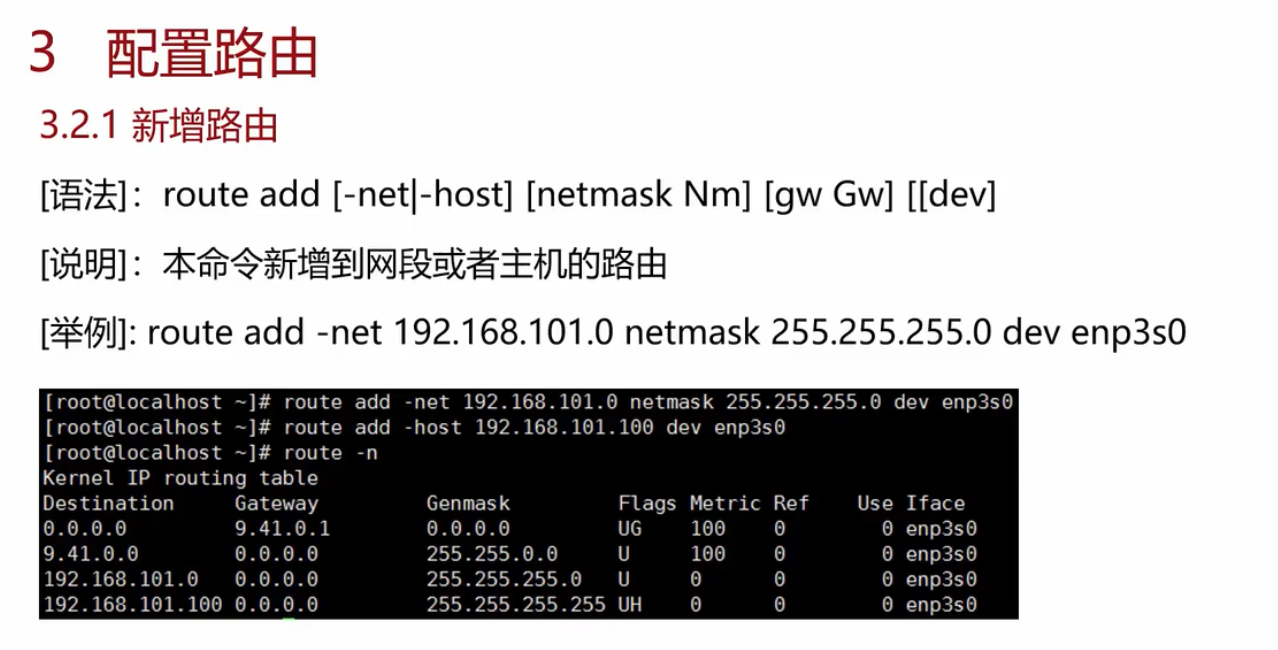 3 配置路由
3.2.1 新增路由
[语法]：route add [-net|-host] [netmask Nm] [gw Gw] [[dev]
[说明]：本命令新增到网段或者主机的路由
[举例]: route add -net 192.168.101.0 netmask 255.255.255.0 dev enp3s0
[root@localhost ~]# route add -net 192.168.101.0 netmask 255.255.255.0 dev enp3s0
[root@localhost ~]# route add -host 192.168.101.100 dev enp3s0
[root@localhost ~]# route -n
Kernel IP routing table
Destination Gateway Genmask Flags Metric Ref Use Iface
0.0.0.0 9.41.0.1 0.0.0.0 UG 100 0 0 enp3s0
9.41.0.0 0.0.0.0 255.255.0.0 U 100 0 0 enp3s0
192.168.101.0 0.0.0.0 255.255.255.0 U 0 0 0 enp3s0
192.168.101.100 0.0.0.0 255.255.255.255 UH 0 0 0 enp3s0